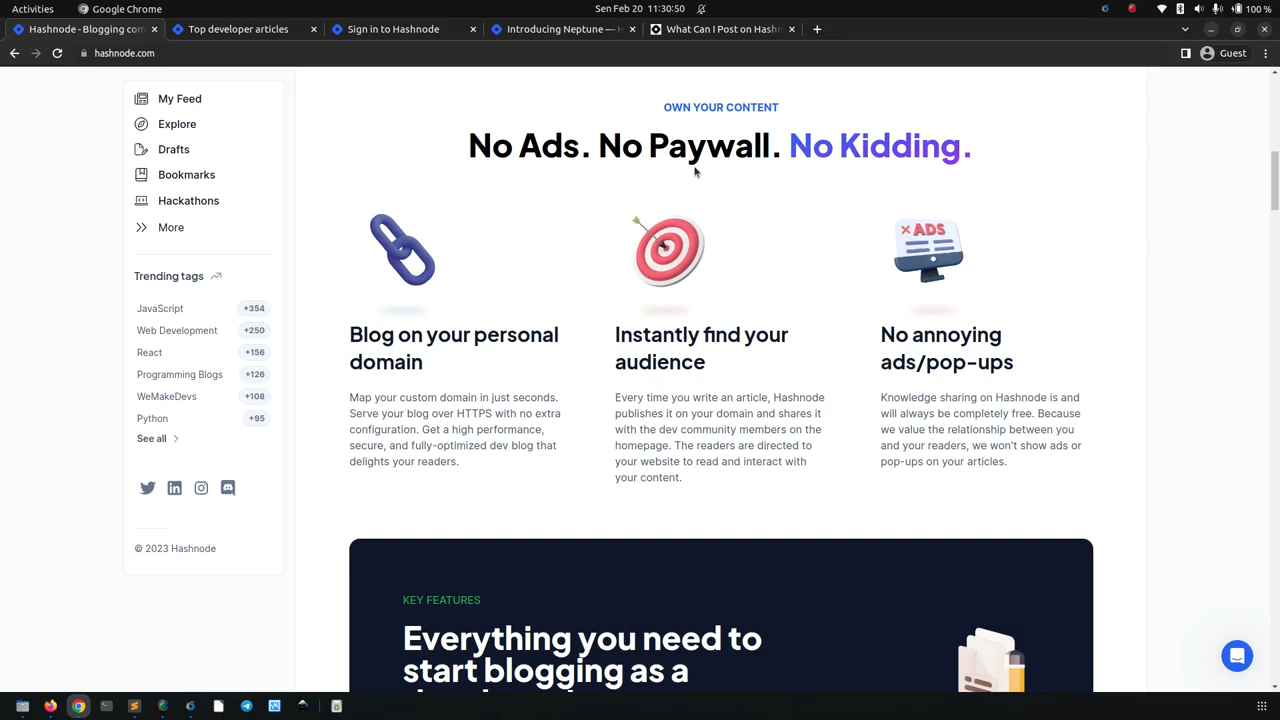 Activities
Google Chrome
Sen Feb 20 11:30:50
100 %
Hashnode - Blogging com
Top developer articles
Sign in to Hashnode
Introducing Neptune — H
What Can I Post on Hashn
hashnode.com
Guest
My Feed
Explore
Drafts
Bookmarks
Hackathons
More
Trending tags
JavaScript +354
Web Development +250
React +156
Programming Blogs +126
WeMakeDevs +108
Python +95
See all
© 2023 Hashnode
OWN YOUR CONTENT
No Ads. No Paywall. No Kidding.
ADS
Blog on your personal
domain
Map your custom domain in just seconds.
Serve your blog over HTTPS with no extra
configuration. Get a high performance,
secure, and fully-optimized dev blog that
delights your readers.
Instantly find your
audience
Every time you write an article, Hashnode
publishes it on your domain and shares it
with the dev community members on the
homepage. The readers are directed to
your website to read and interact with
your content.
No annoying
ads/pop-ups
Knowledge sharing on Hashnode is and
will always be completely free. Because
we value the relationship between you
and your readers, we won't show ads or
pop-ups on your articles.
KEY FEATURES
Everything you need to
start blogging as a